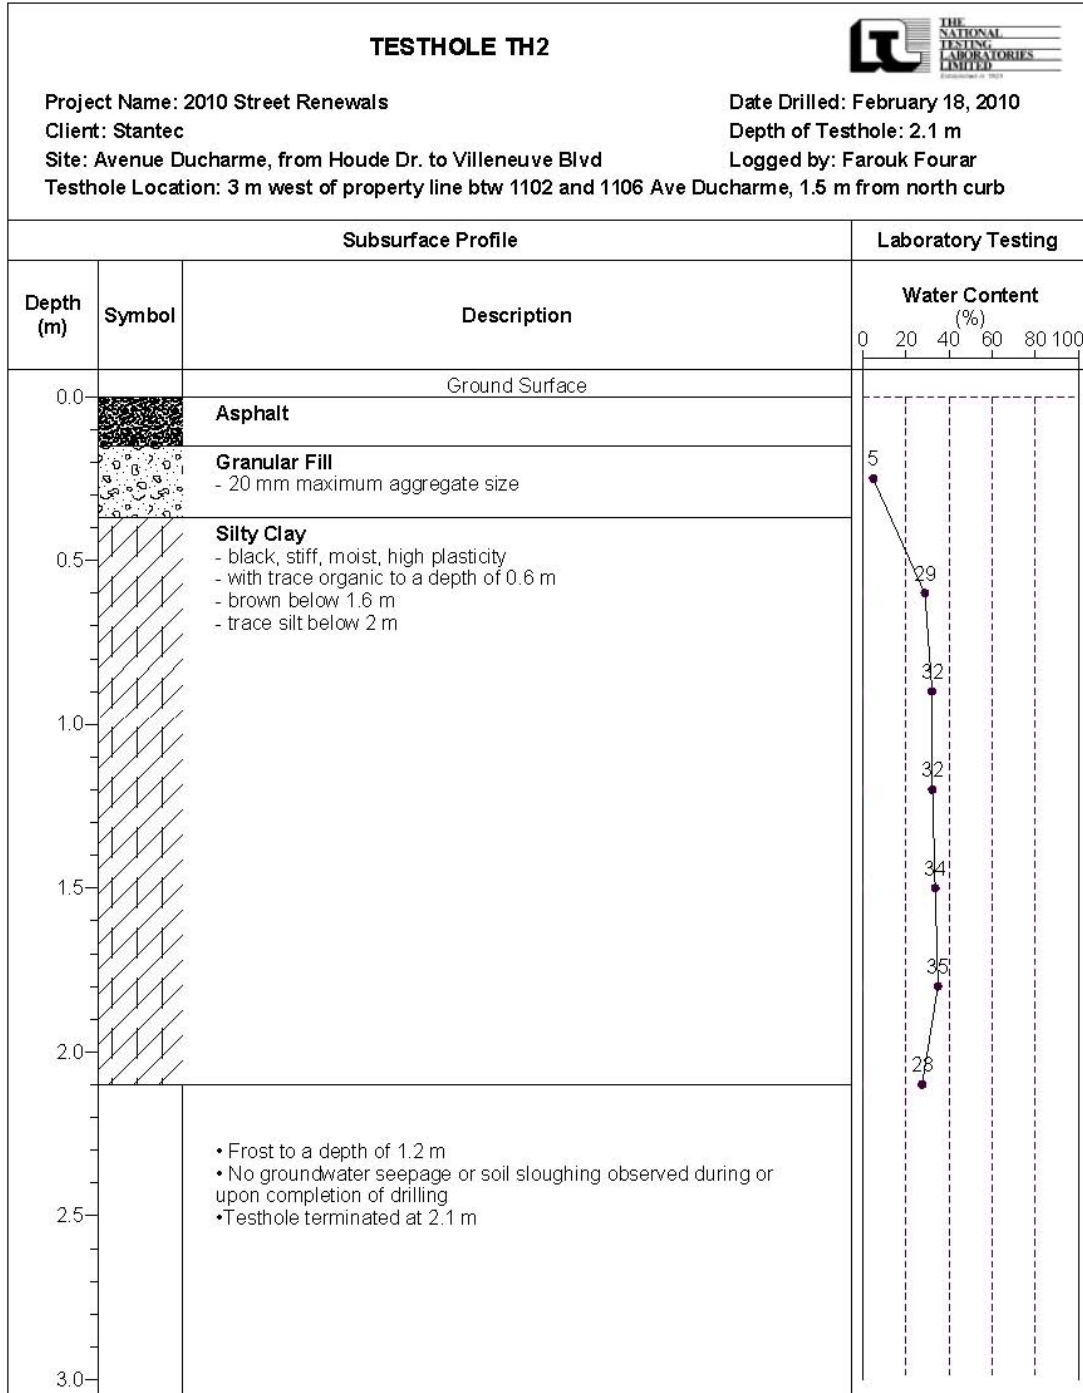 TESTHOLE TH2
THE
NATIONAL
TESTING
LABORATORIES
LIMITED
Established in 1923
Project Name: 2010 Street Renewals
Date Drilled: February 18, 2010
Client: Stantec
Depth of Testhole: 2.1 m
Site: Avenue Ducharme, from Houde Dr. to Villeneuve Blvd
Logged by: Farouk Fourar
Testhole Location: 3 m west of property line btw 1102 and 1106 Ave Ducharme, 1.5 m from north curb
Subsurface Profile
Laboratory Testing
Depth
(m)
Symbol
Description
Water Content
(%)
0 20 40 60 80 100
Ground Surface
0.0
Asphalt
Granular Fill
- 20 mm maximum aggregate size
5
Silty Clay
- black, stiff, moist, high plasticity
0.5
- with trace organic to a depth of 0.6 m
29
- brown below 1.6 m
- trace silt below 2 m
32
1.0
32
34
1.5
35
2.0
28
• Frost to a depth of 1.2 m
• No groundwater seepage or soil sloughing observed during or
upon completion of drilling
•Testhole terminated at 2.1 m
2.5
3.0